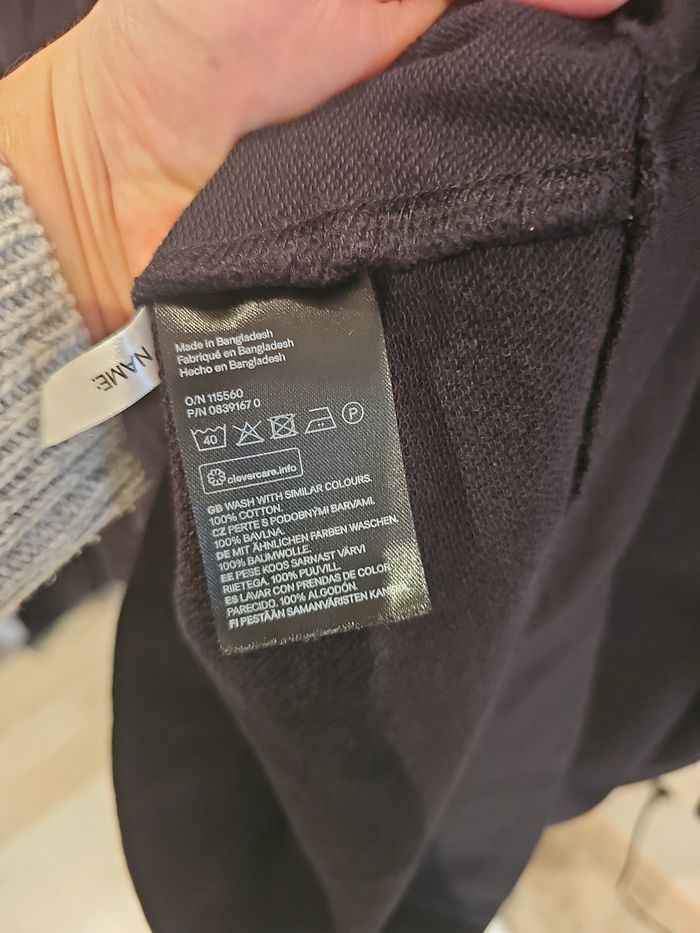 Made in Bangladesh
Fabriqué en Bangladesh
Hecho en Bangladesh
O/N 115560
P/N 0839167 0
40 P
clevercare.info
GB WASH WITH SIMILAR COLOURS.
100% COTTON.
CZ PERTE S PODOBNÝMI BARVAMI.
100% BAVLNA.
DE MIT ÄHNLICHEN FARBEN WASCHEN.
100% BAUMWOLLE.
EE PESE KOOS SARNAST VÄRVI
RIIETEGA. 100% PUUVILL.
ES LAVAR CON PRENDAS DE COLOR
PARECIDO. 100% ALGODÓN.
FI PESTÄÄN SAMANVÄRISTEN
NAME: